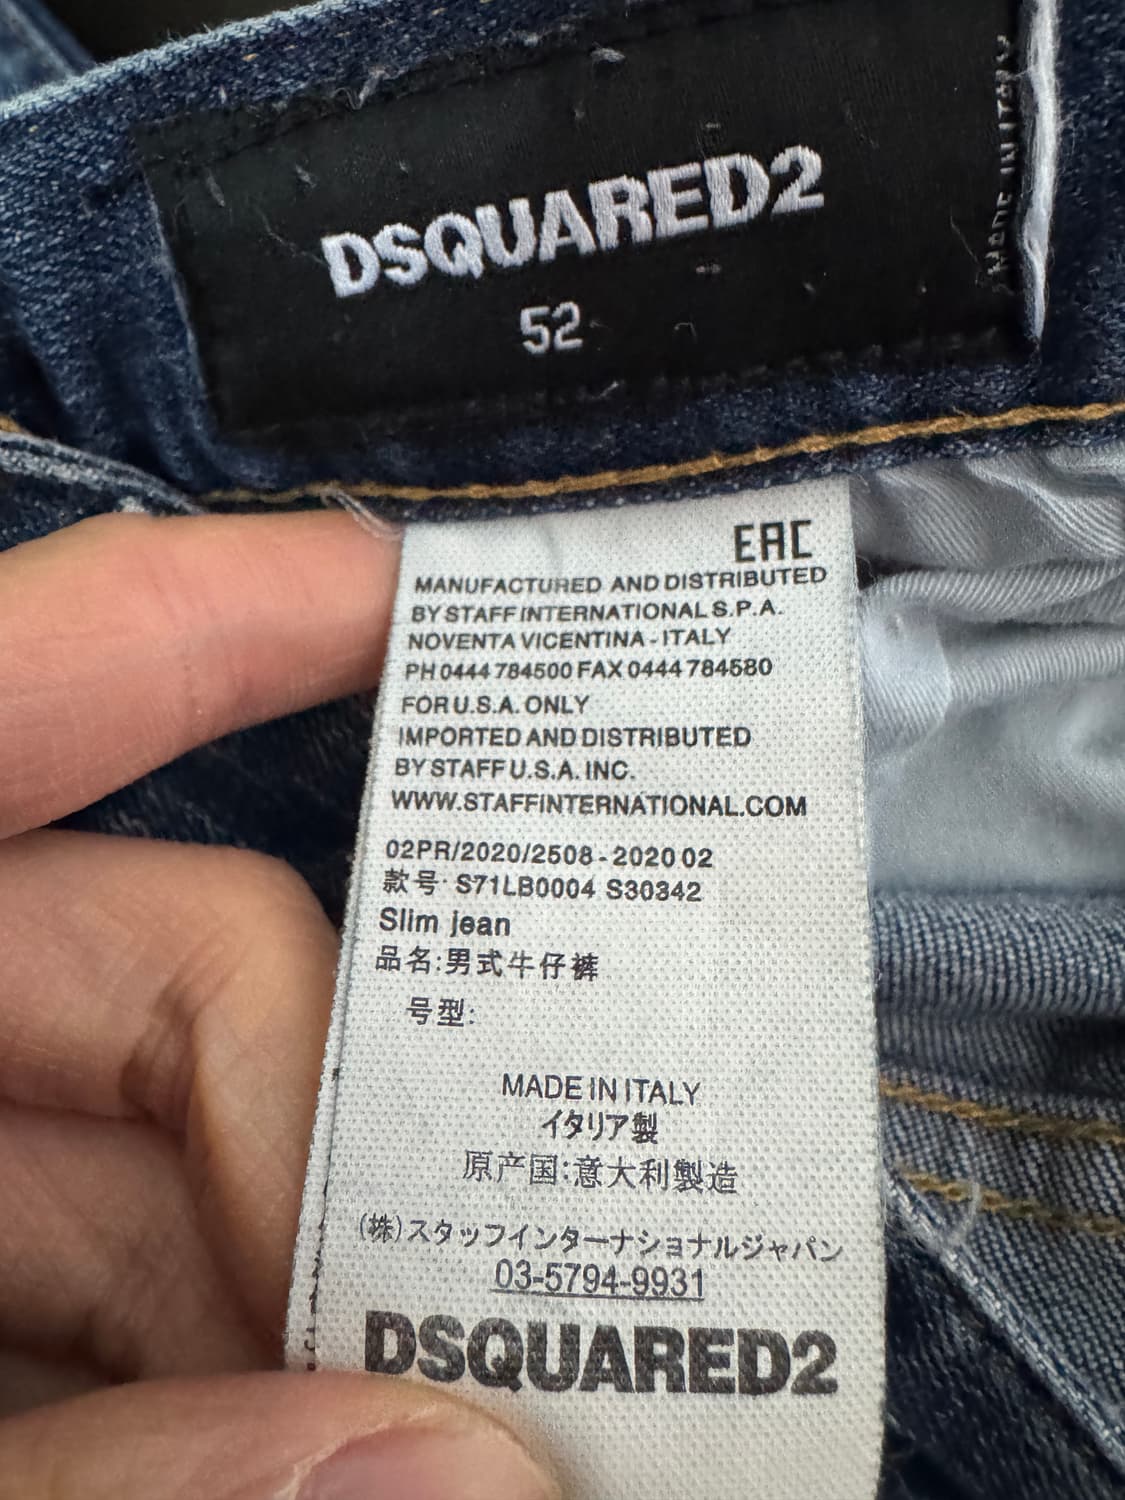 DSQUARED2
52
MADE IN ITALY
EAC
MANUFACTURED AND DISTRIBUTED
BY STAFF INTERNATIONAL S.P.A.
NOVENTA VICENTINA - ITALY
PH 0444 784500 FAX 0444 784580
FOR U.S.A. ONLY
IMPORTED AND DISTRIBUTED
BY STAFF U.S.A. INC.
WWW.STAFFINTERNATIONAL.COM
02PR/2020/2508 - 2020 02
款号· S71LB0004 S30342
Slim jean
品名:男式牛仔裤
号型:
MADE IN ITALY
イタリア製
原产国:意大利製造
(株)スタッフインターナショナルジャパン
03-5794-9931
DSQUARED2